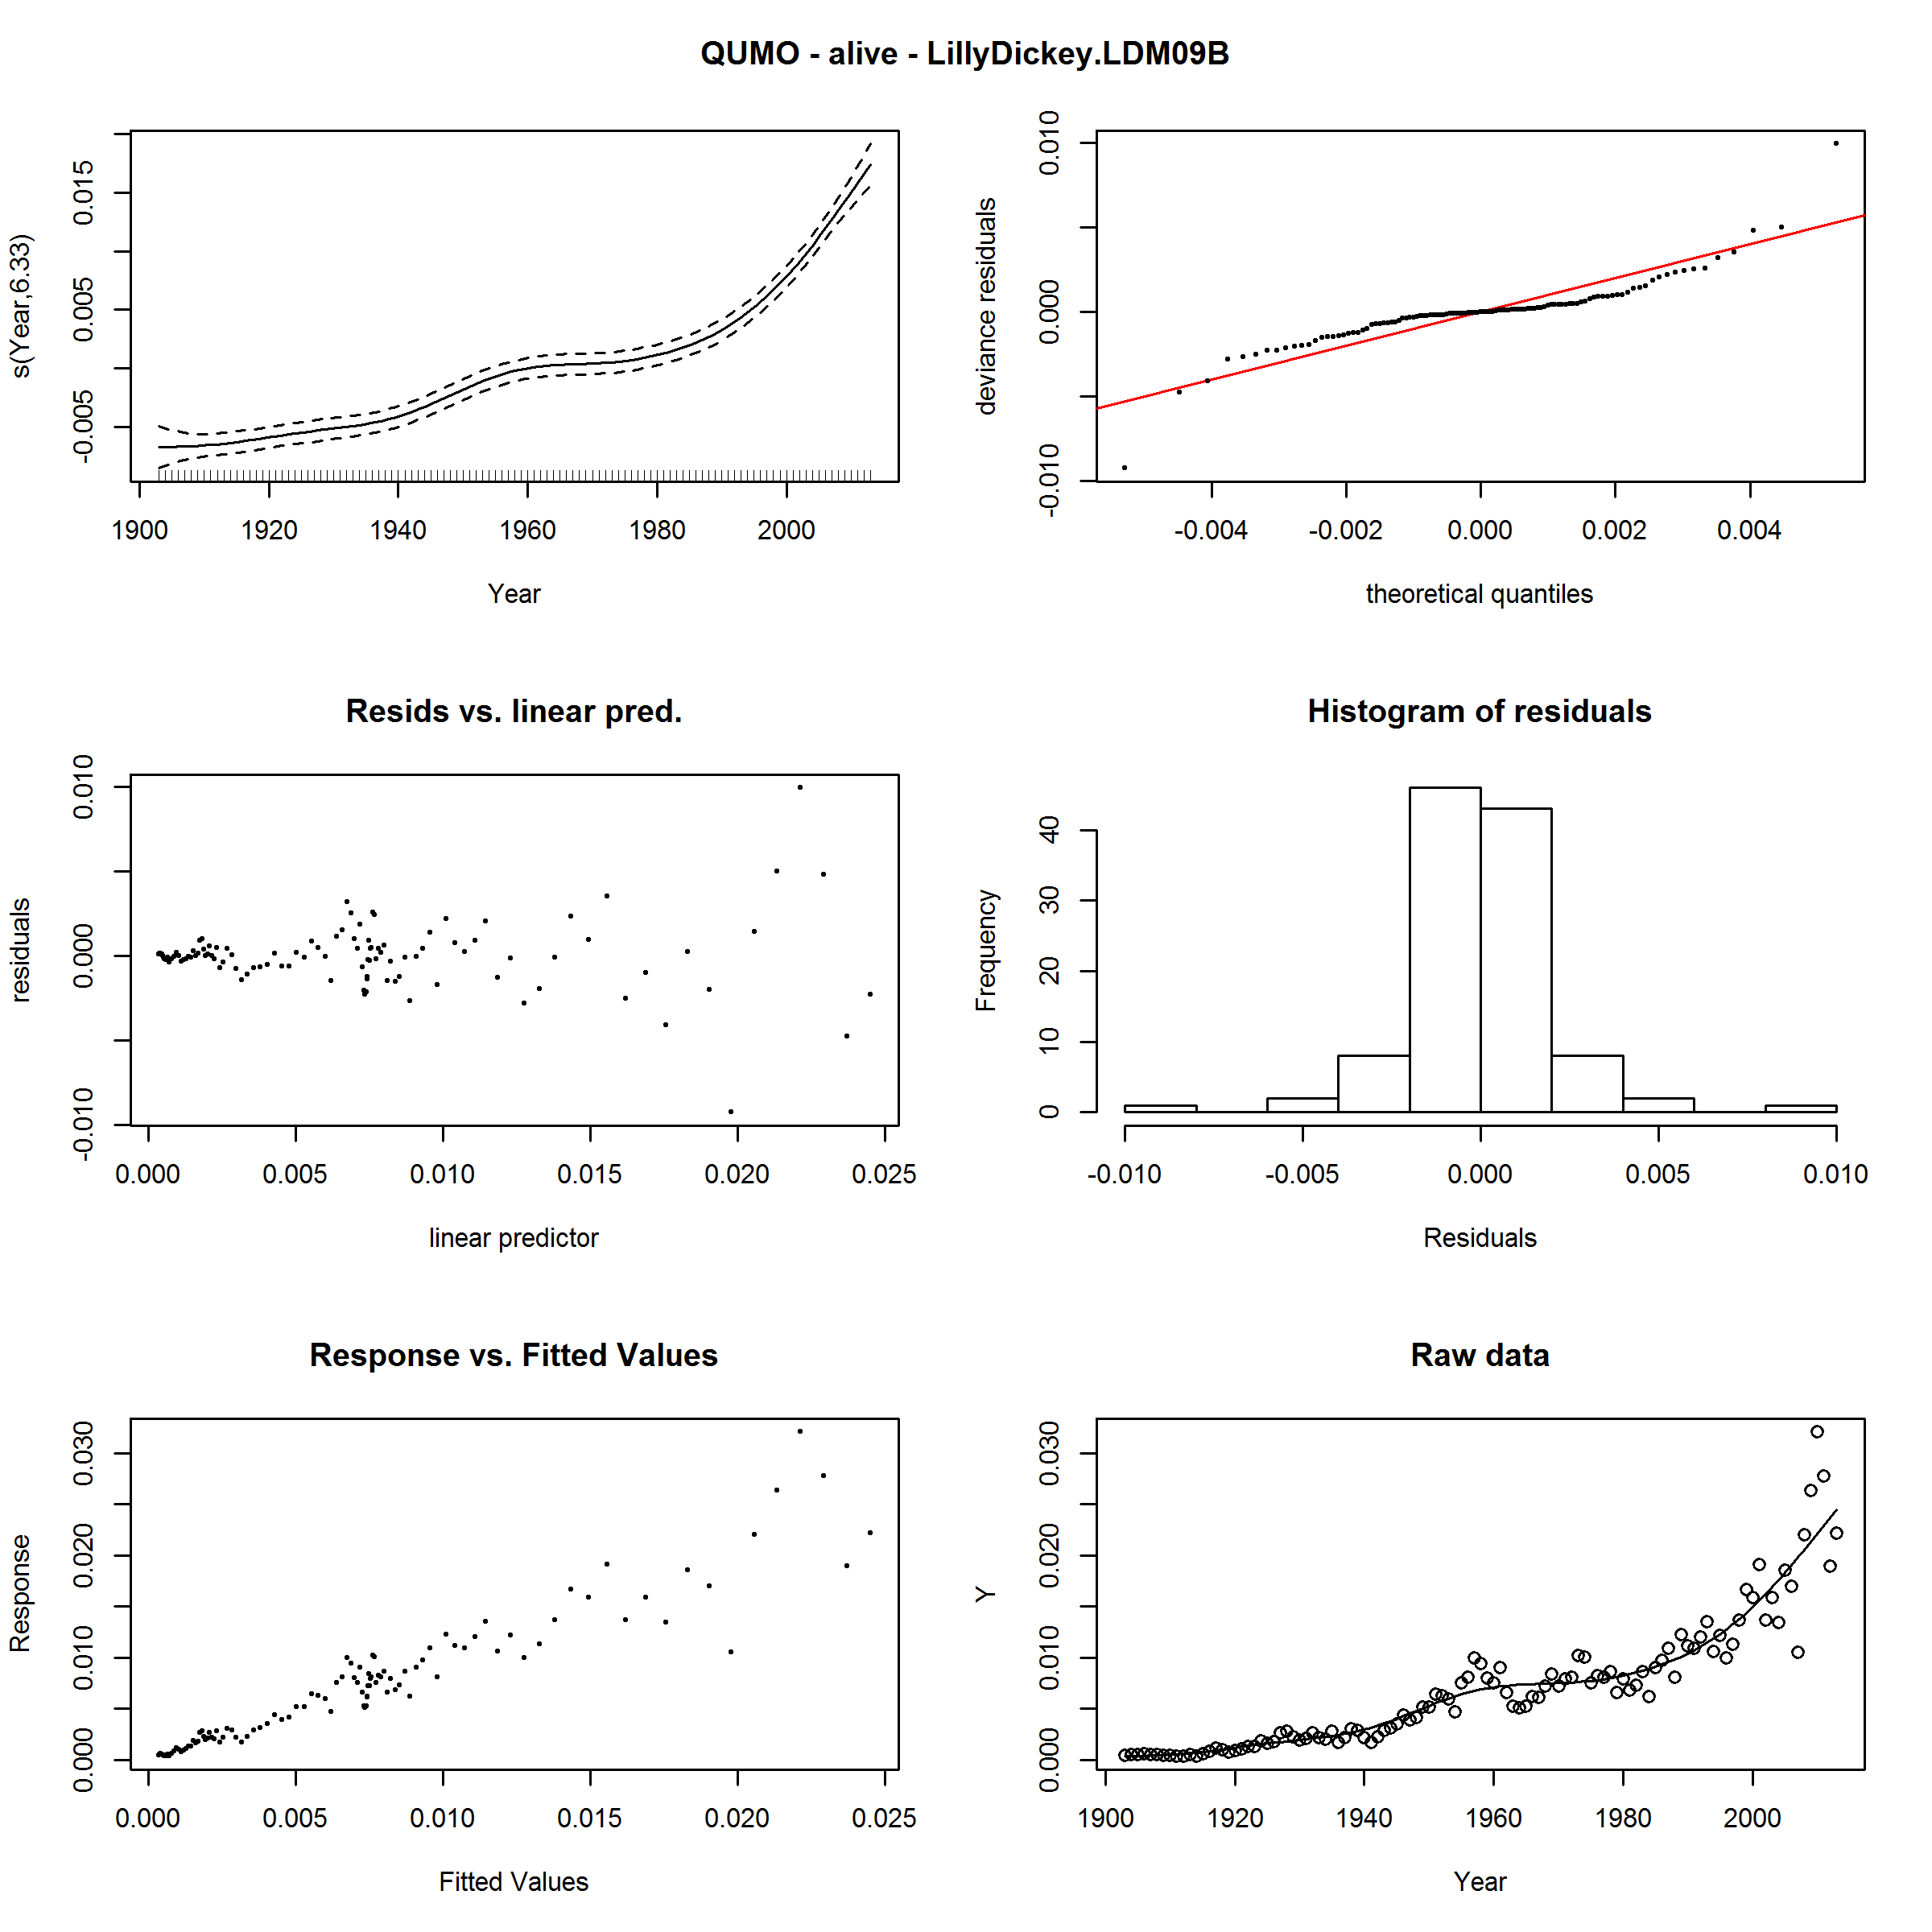 QUMO - alive - LillyDickey.LDM09B
s(Year,6.33)
-0.005 0.005 0.015
1900 1920 1940 1960 1980 2000
Year
deviance residuals
-0.010 0.000 0.010
-0.004 -0.002 0.000 0.002 0.004
theoretical quantiles
Resids vs. linear pred.
residuals
-0.010 0.000 0.010
0.000 0.005 0.010 0.015 0.020 0.025
linear predictor
Histogram of residuals
Frequency
0 10 20 30 40
-0.010 -0.005 0.000 0.005 0.010
Residuals
Response vs. Fitted Values
Response
0.000 0.010 0.020 0.030
0.000 0.005 0.010 0.015 0.020 0.025
Fitted Values
Raw data
Y
0.000 0.010 0.020 0.030
1900 1920 1940 1960 1980 2000
Year